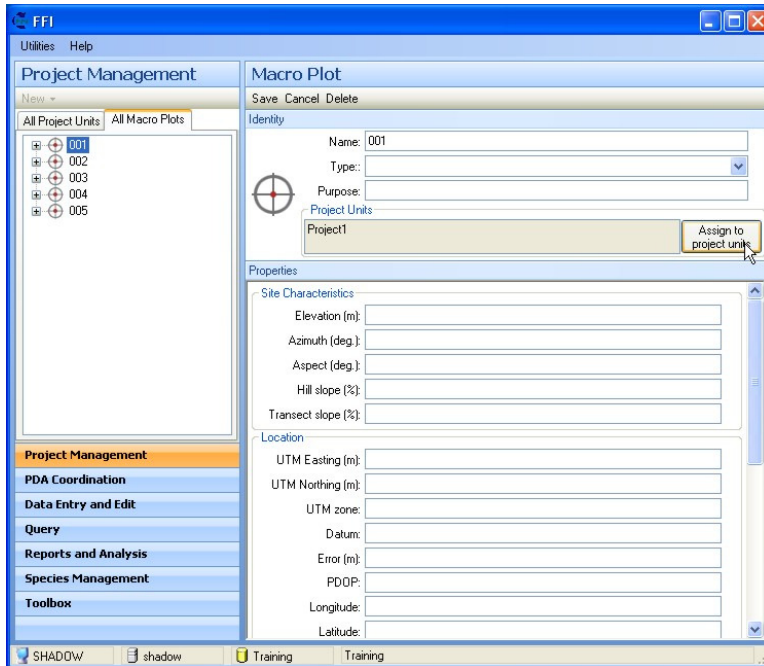 FFI
Utilities Help
Project Management
New
All Project Units All Macro Plots
001
002
003
004
005
Project Management
PDA Coordination
Data Entry and Edit
Query
Reports and Analysis
Species Management
Toolbox
Macro Plot
Save Cancel Delete
Identity
Name: 001
Type::
Purpose:
Project Units
Project1
Assign to
project units
Properties
Site Characteristics
Elevation (m):
Azimuth (deg.):
Aspect (deg.):
Hill slope (%):
Transect slope (%):
Location
UTM Easting (m):
UTM Northing (m):
UTM zone:
Datum:
Error (m):
PDOP:
Longitude:
Latitude:
SHADOW shadow Training Training